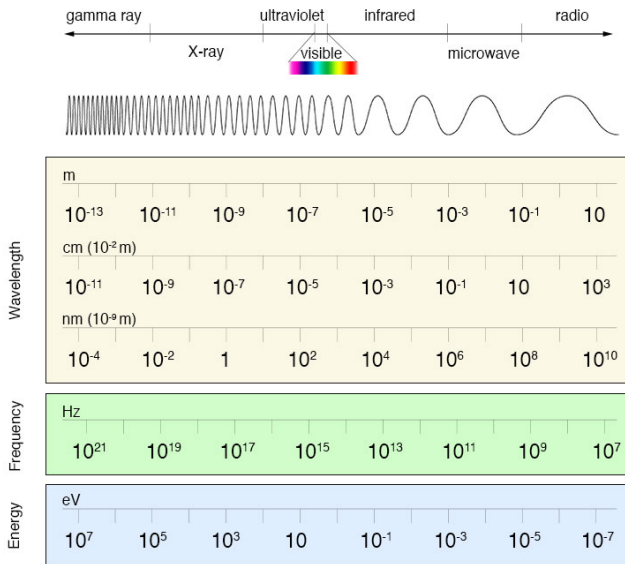 gamma ray ultraviolet infrared radio
X-ray visible microwave
Wavelength
m
10⁻¹³ 10⁻¹¹ 10⁻⁹ 10⁻⁷ 10⁻⁵ 10⁻³ 10⁻¹ 10
cm (10⁻² m)
10⁻¹¹ 10⁻⁹ 10⁻⁷ 10⁻⁵ 10⁻³ 10⁻¹ 10 10³
nm (10⁻⁹ m)
10⁻⁴ 10⁻² 1 10² 10⁴ 10⁶ 10⁸ 10¹⁰
Frequency
Hz
10²¹ 10¹⁹ 10¹⁷ 10¹⁵ 10¹³ 10¹¹ 10⁹ 10⁷
Energy
eV
10⁷ 10⁵ 10³ 10 10⁻¹ 10⁻³ 10⁻⁵ 10⁻⁷